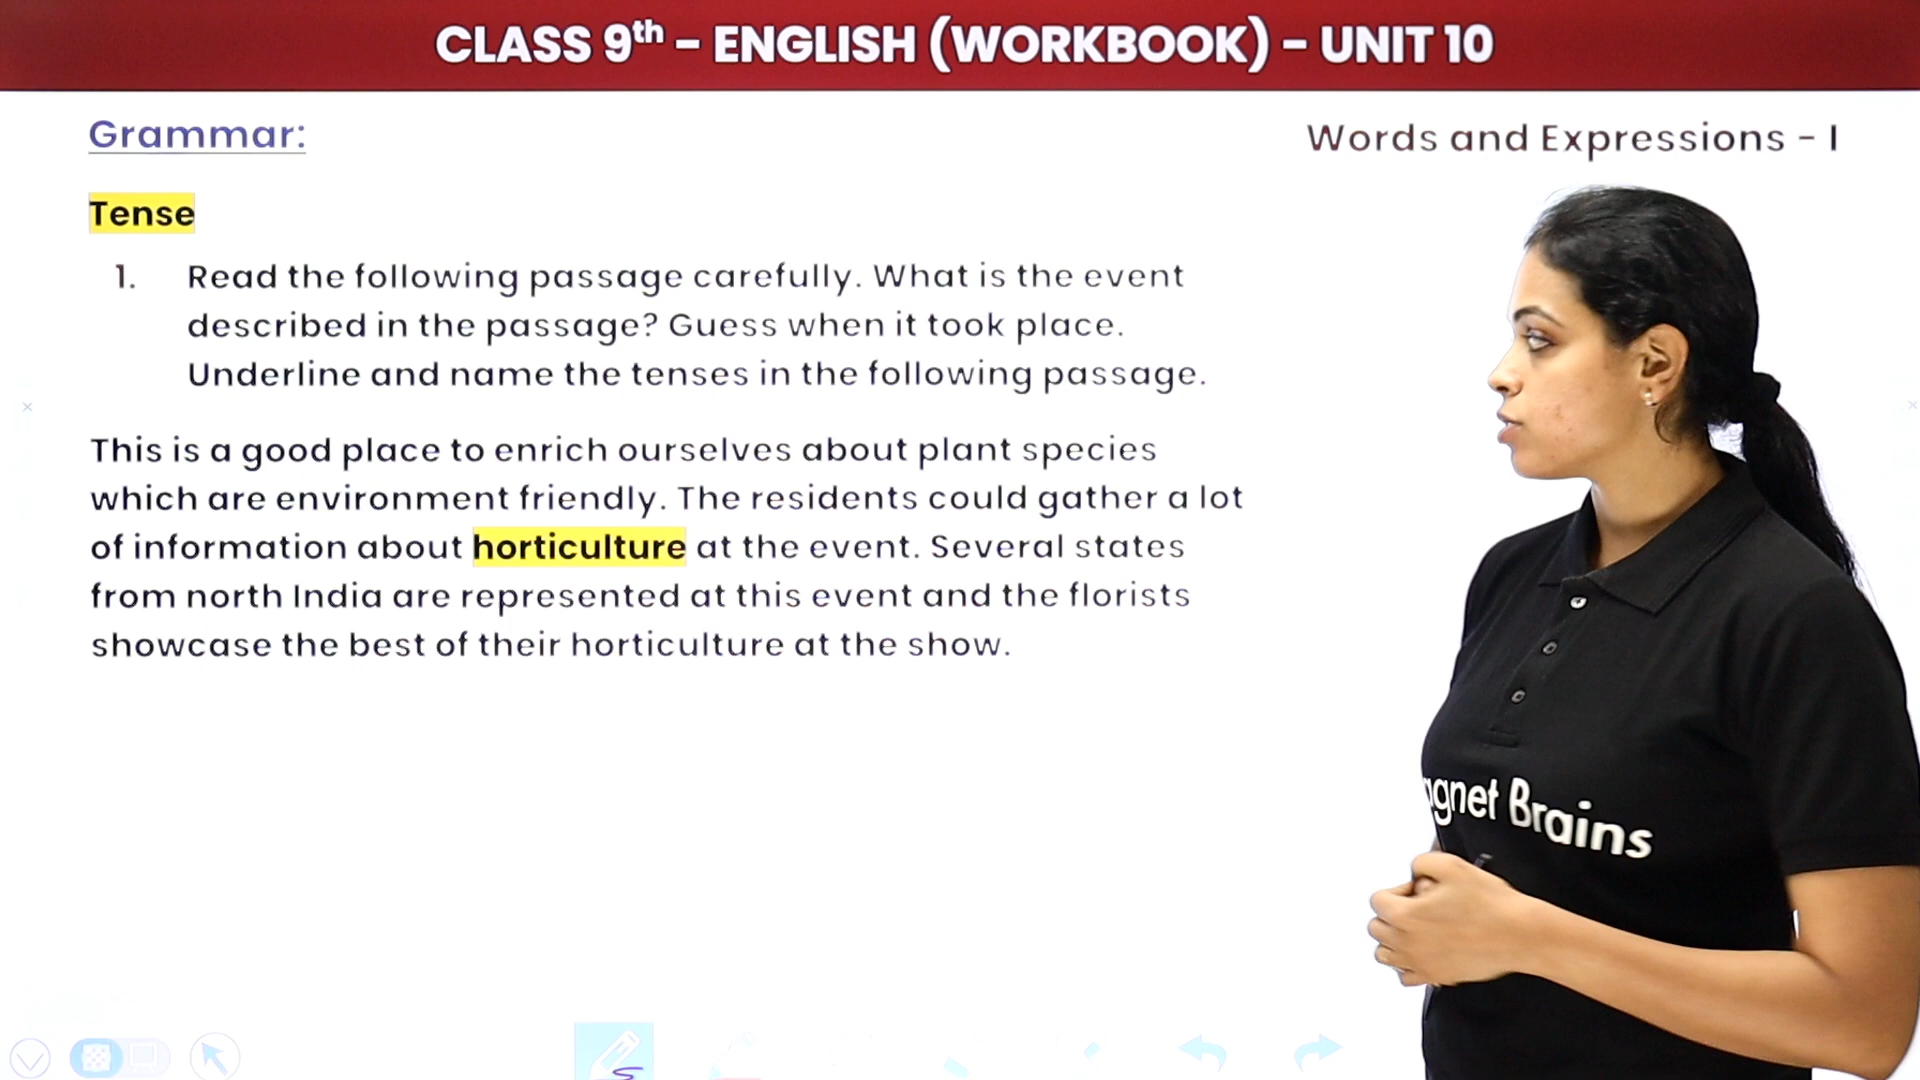 CLASS 9th – ENGLISH (WORKBOOK) – UNIT 10
Grammar:
Words and Expressions – I
Tense
1. Read the following passage carefully. What is the event
described in the passage? Guess when it took place.
Underline and name the tenses in the following passage.
This is a good place to enrich ourselves about plant species
which are environment friendly. The residents could gather a lot
of information about horticulture at the event. Several states
from north India are represented at this event and the florists
showcase the best of their horticulture at the show.
agnet Brains